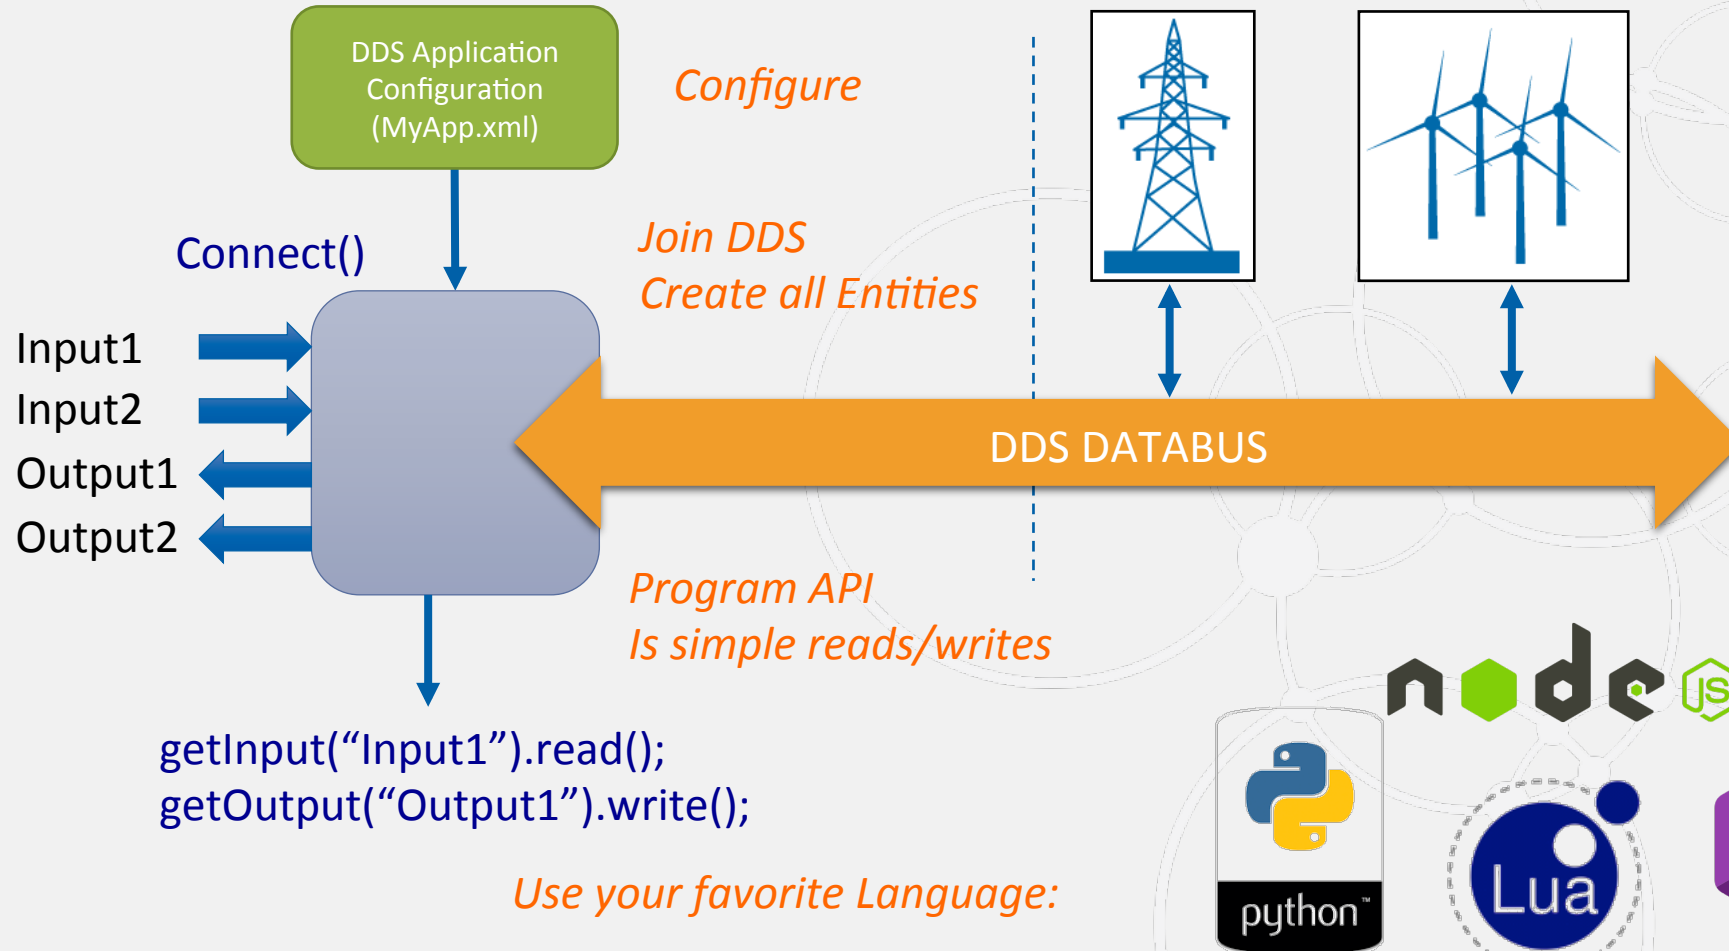 DDS Application
Configuration
(MyApp.xml)
Configure
Connect()
Join DDS
Create all Entities
Input1
Input2
Output1
Output2
DDS DATABUS
Program API
Is simple reads/writes
getInput(“Input1”).read();
getOutput(“Output1”).write();
Use your favorite Language:
node
JS
python™
Lua